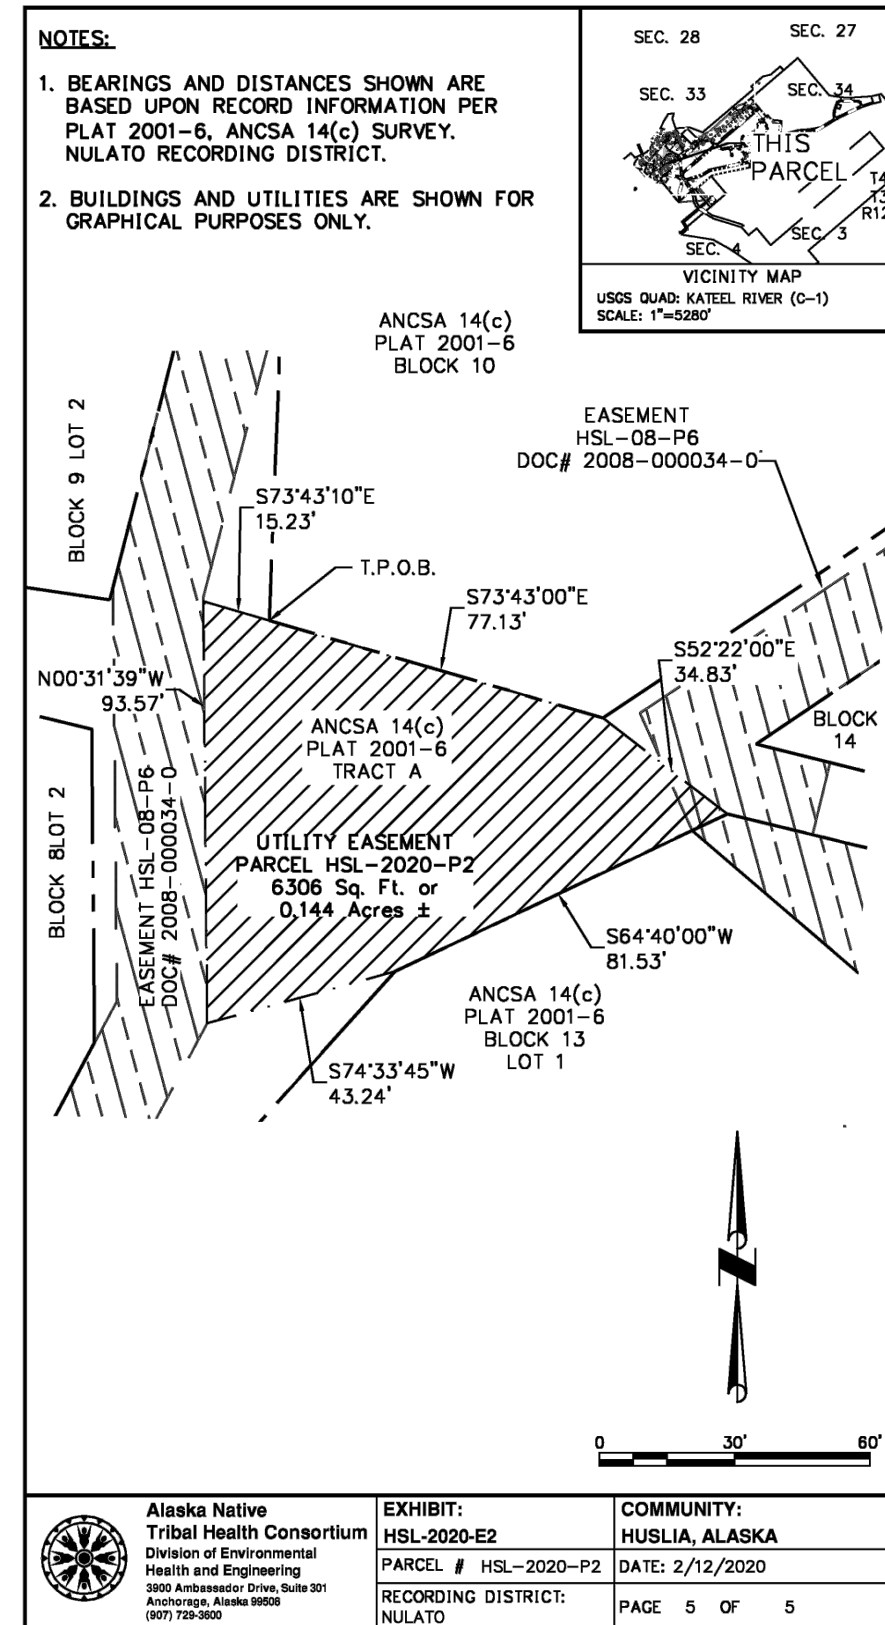 NOTES:
1. BEARINGS AND DISTANCES SHOWN ARE
BASED UPON RECORD INFORMATION PER
PLAT 2001-6, ANCSA 14(c) SURVEY.
NULATO RECORDING DISTRICT.
2. BUILDINGS AND UTILITIES ARE SHOWN FOR
GRAPHICAL PURPOSES ONLY.
SEC. 28
SEC. 27
SEC. 33
SEC. 34
THIS
PARCEL
T4
T3
R12
SEC. 4
SEC. 3
VICINITY MAP
USGS QUAD: KATEEL RIVER (C-1)
SCALE: 1"=5280'
ANCSA 14(c)
PLAT 2001-6
BLOCK 10
BLOCK 9 LOT 2
EASEMENT
HSL-08-P6
DOC# 2008-000034-0
S73°43'10"E
15.23'
T.P.O.B.
S73°43'00"E
77.13'
S52°22'00"E
34.83'
N00°31'39"W
93.57'
BLOCK
14
ANCSA 14(c)
PLAT 2001-6
TRACT A
BLOCK 8LOT 2
EASEMENT HSL-08-P6
DOC# 2008-000034-0
UTILITY EASEMENT
PARCEL HSL-2020-P2
6306 Sq. Ft. or
0.144 Acres ±
S64°40'00"W
81.53'
ANCSA 14(c)
PLAT 2001-6
BLOCK 13
LOT 1
S74°33'45"W
43.24'
N
0 30' 60'
Alaska Native
Tribal Health Consortium
Division of Environmental
Health and Engineering
3900 Ambassador Drive, Suite 301
Anchorage, Alaska 99508
(907) 729-3600
EXHIBIT:
HSL-2020-E2
PARCEL # HSL-2020-P2
RECORDING DISTRICT:
NULATO
COMMUNITY:
HUSLIA, ALASKA
DATE: 2/12/2020
PAGE 5 OF 5